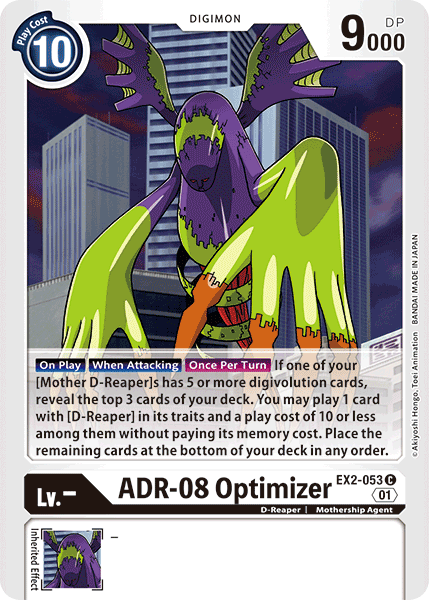 Play Cost
10
DIGIMON
DP
9000
On Play When Attacking Once Per Turn If one of your
[Mother D-Reaper]s has 5 or more digivolution cards,
reveal the top 3 cards of your deck. You may play 1 card
with [D-Reaper] in its traits and a play cost of 10 or less
among them without paying its memory cost. Place the
remaining cards at the bottom of your deck in any order.
©Akiyoshi Hongo, Toei Animation BANDAI MADE IN JAPAN
Lv.–
ADR-08 Optimizer
EX2-053 C
01
D-Reaper | Mothership Agent
Inherited Effect
–